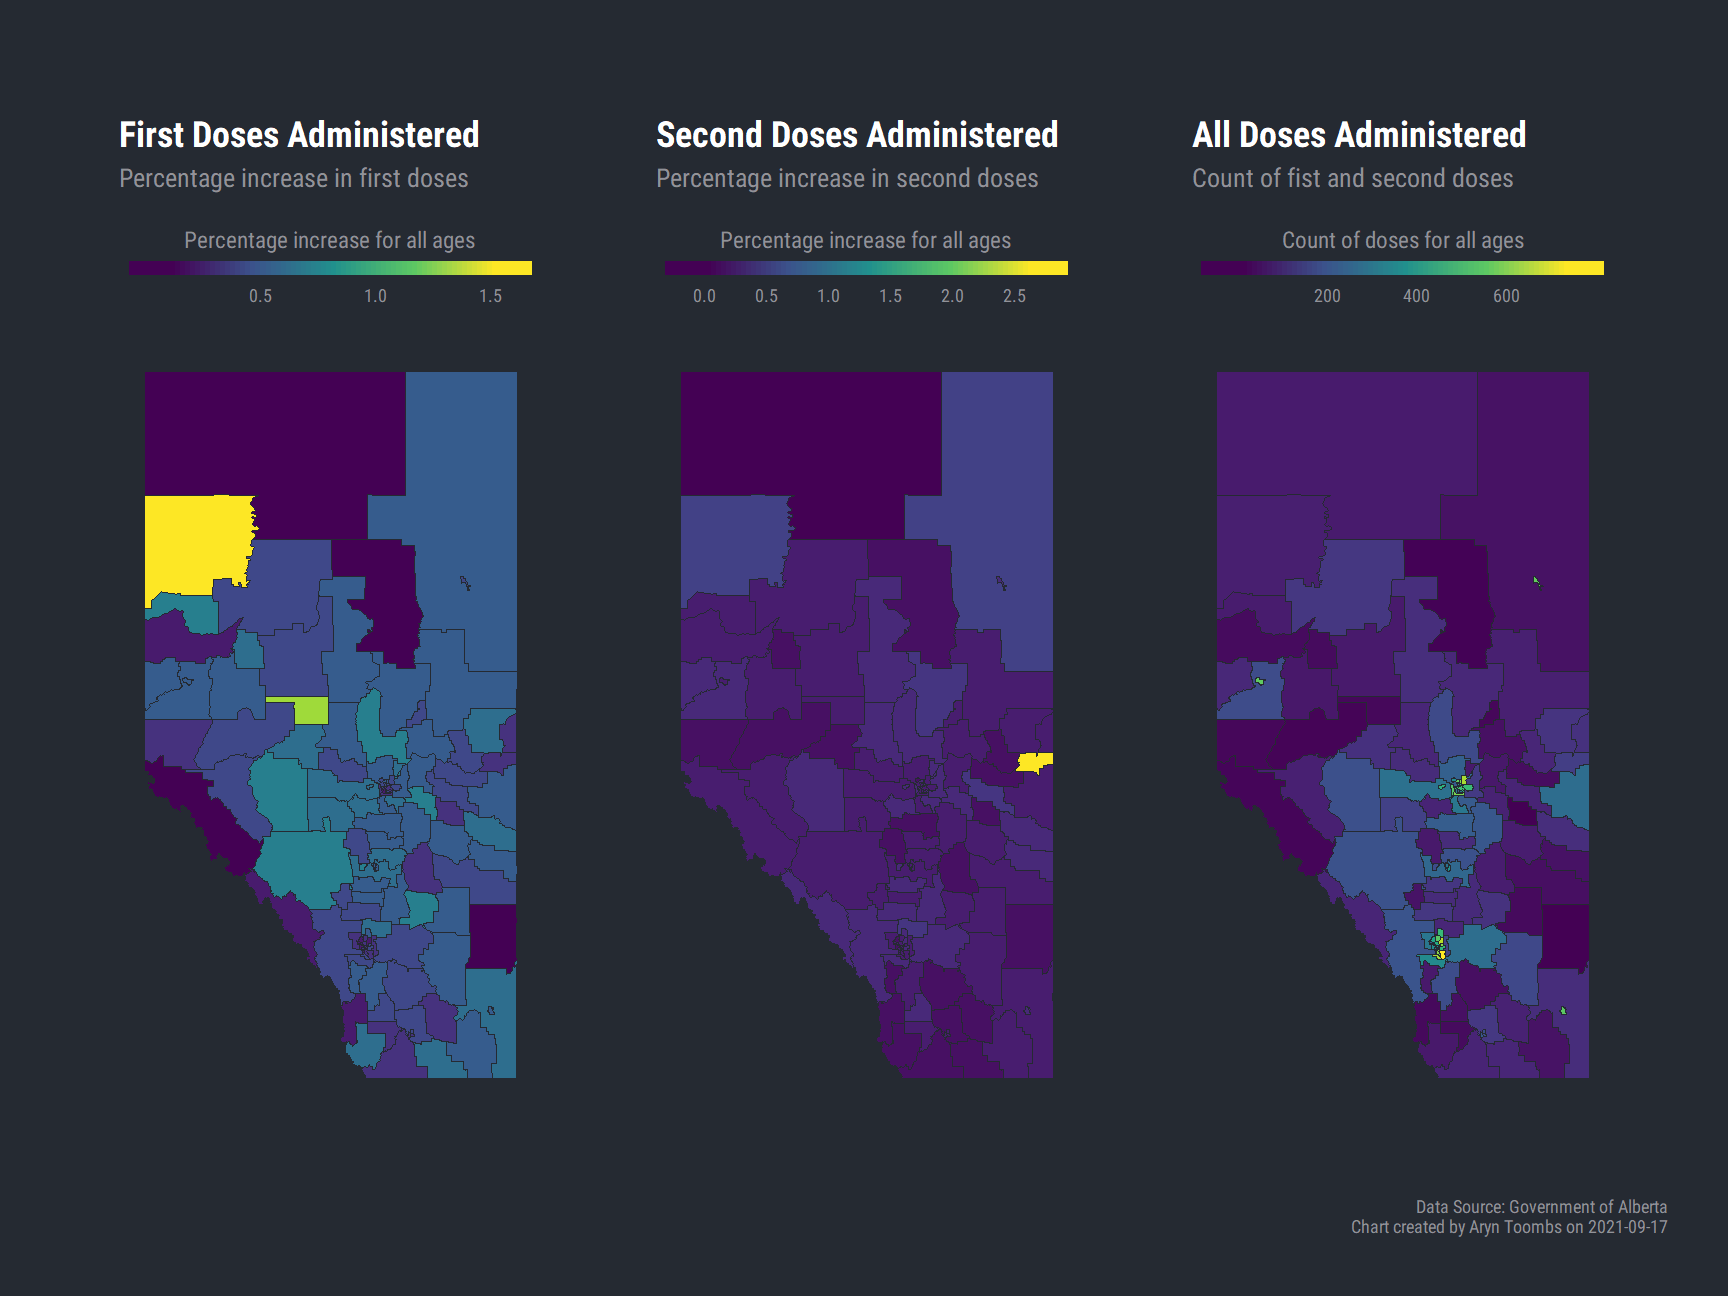 First Doses Administered
Percentage increase in first doses
Percentage increase for all ages
0.5 1.0 1.5
Second Doses Administered
Percentage increase in second doses
Percentage increase for all ages
0.0 0.5 1.0 1.5 2.0 2.5
All Doses Administered
Count of fist and second doses
Count of doses for all ages
200 400 600
Data Source: Government of Alberta
Chart created by Aryn Toombs on 2021-09-17